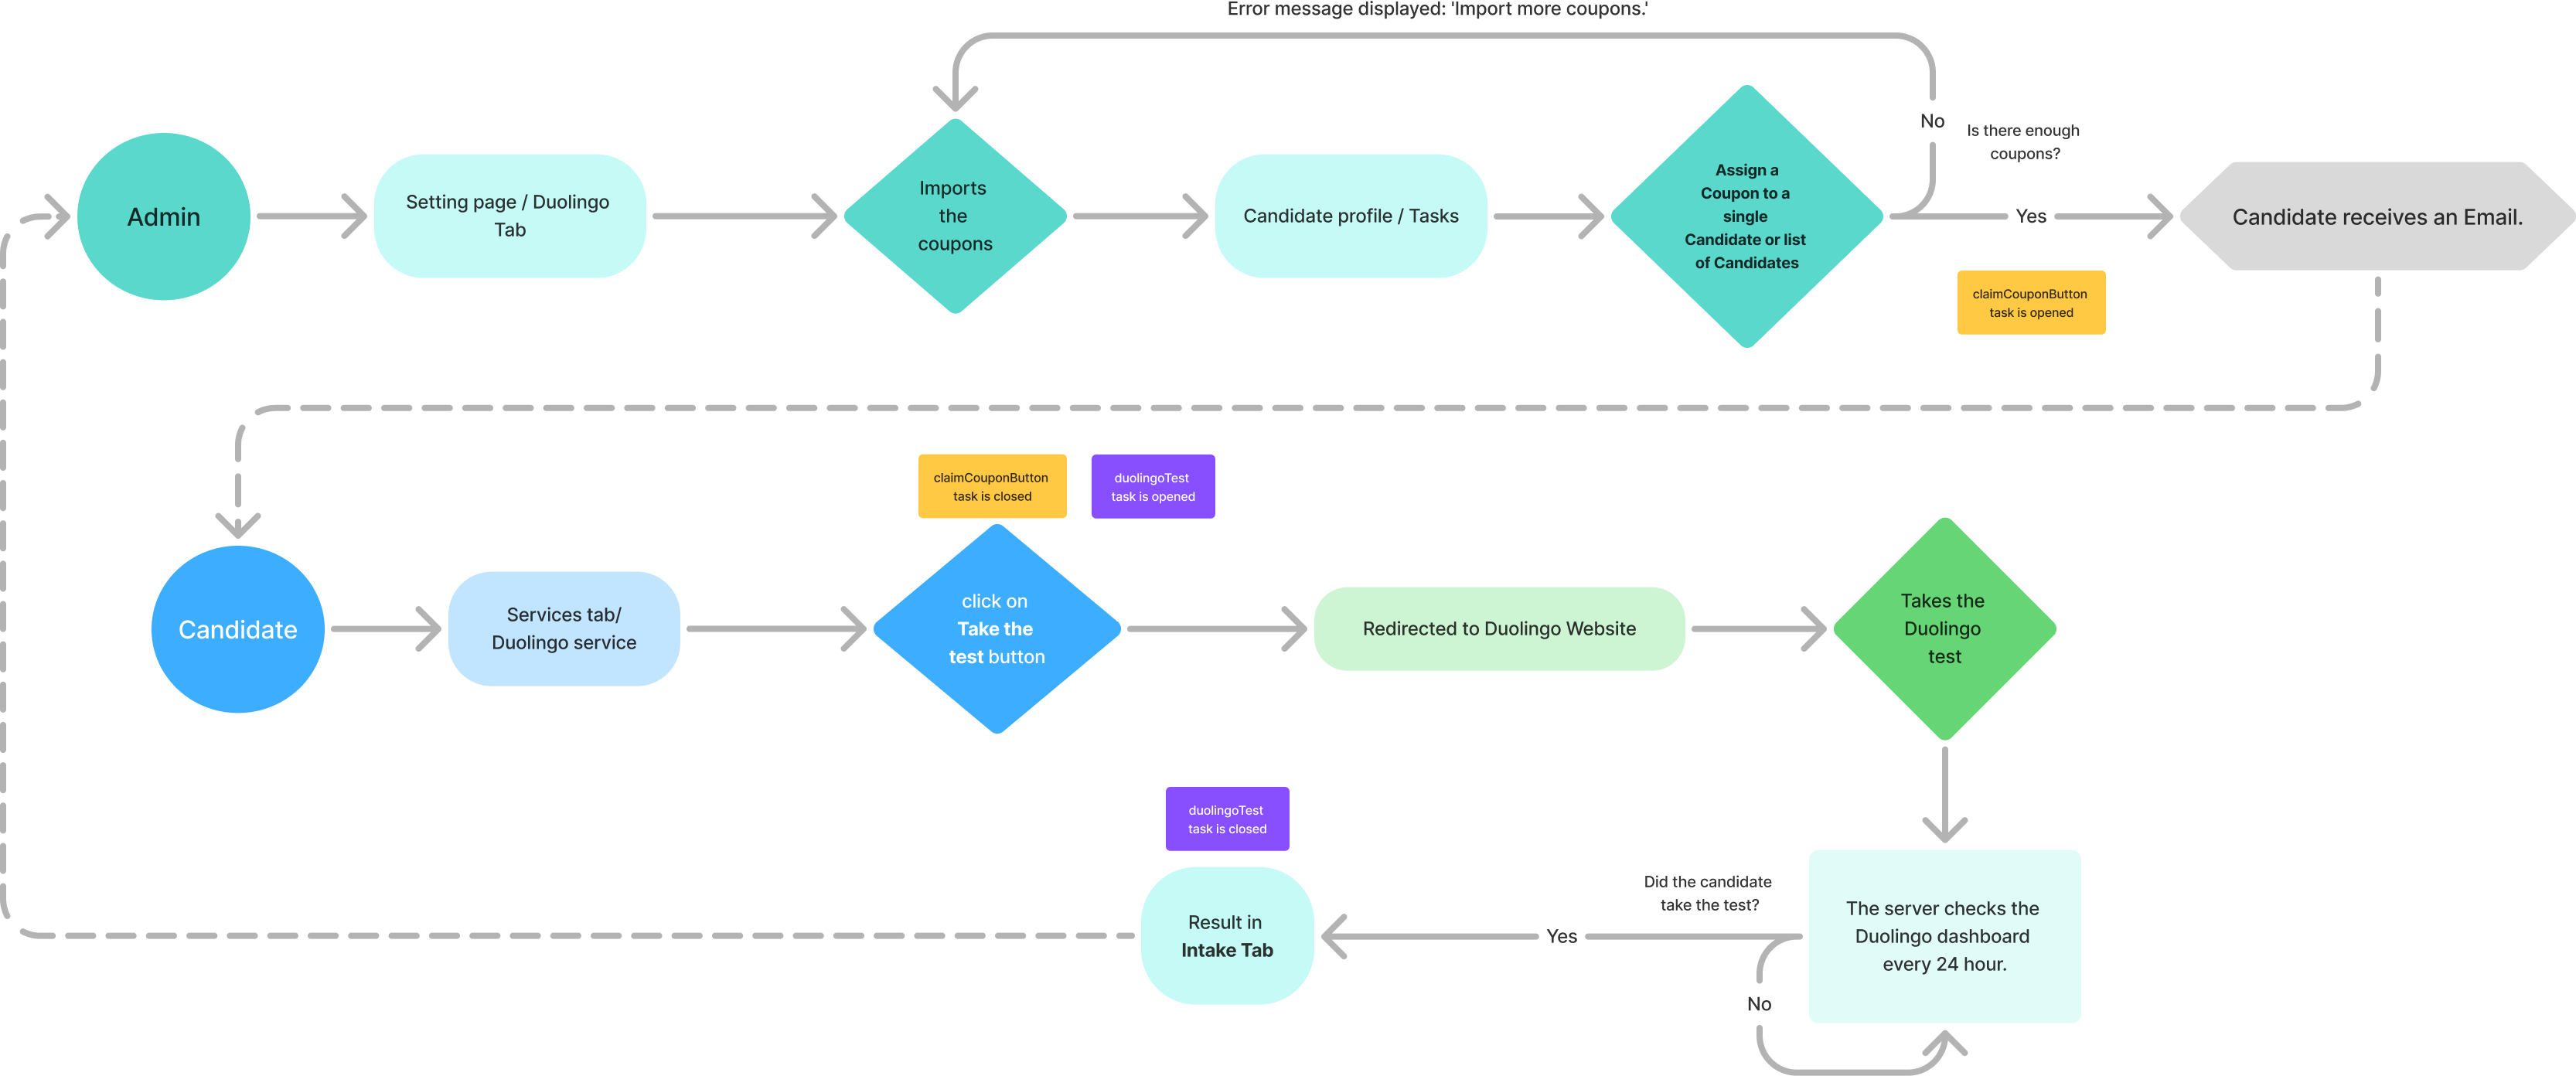 Error message displayed: 'Import more coupons.'
Admin
Setting page / Duolingo
Tab
Imports
the
coupons
Candidate profile / Tasks
Assign a
Coupon to a
single
Candidate or list
of Candidates
No
Is there enough
coupons?
Yes
claimCouponButton
task is opened
Candidate receives an Email.
Candidate
Services tab/
Duolingo service
claimCouponButton
task is closed
duolingoTest
task is opened
click on
Take the
test button
Redirected to Duolingo Website
Takes the
Duolingo
test
The server checks the
Duolingo dashboard
every 24 hour.
Did the candidate
take the test?
Yes
No
duolingoTest
task is closed
Result in
Intake Tab